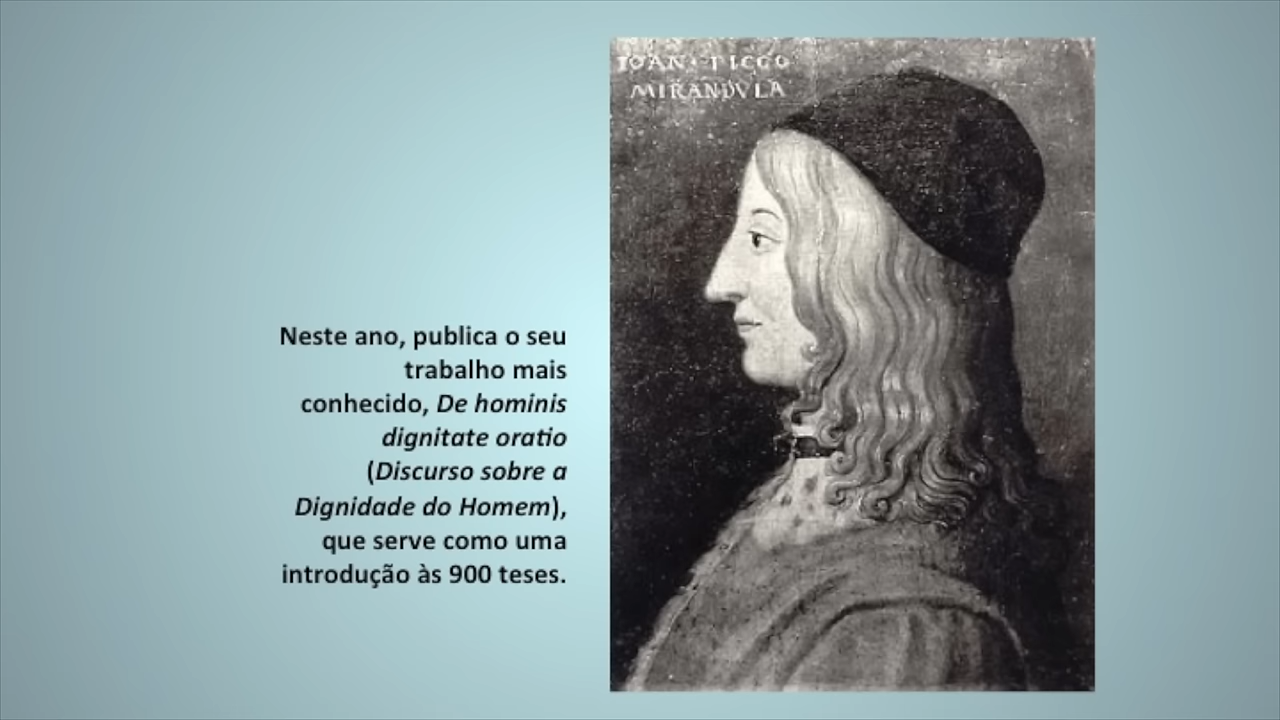 IOAN · PICCO
MIRANDVLA
Neste ano, publica o seu
trabalho mais
conhecido, De hominis
dignitate oratio
(Discurso sobre a
Dignidade do Homem),
que serve como uma
introdução às 900 teses.